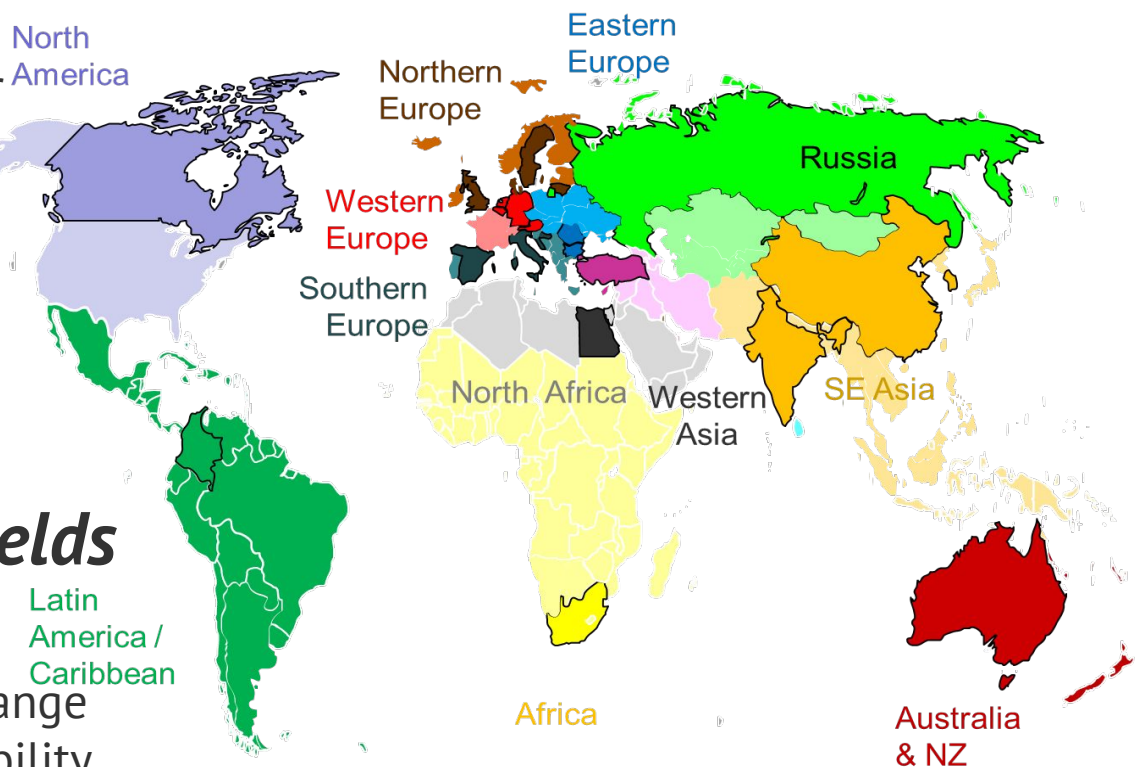 North
America
Northern
Europe
Eastern
Europe
Russia
Western
Europe
Southern
Europe
North Africa
Western
Asia
SE Asia
elds
Latin
America /
Caribbean
ange
bility
Africa
Australia
& NZ